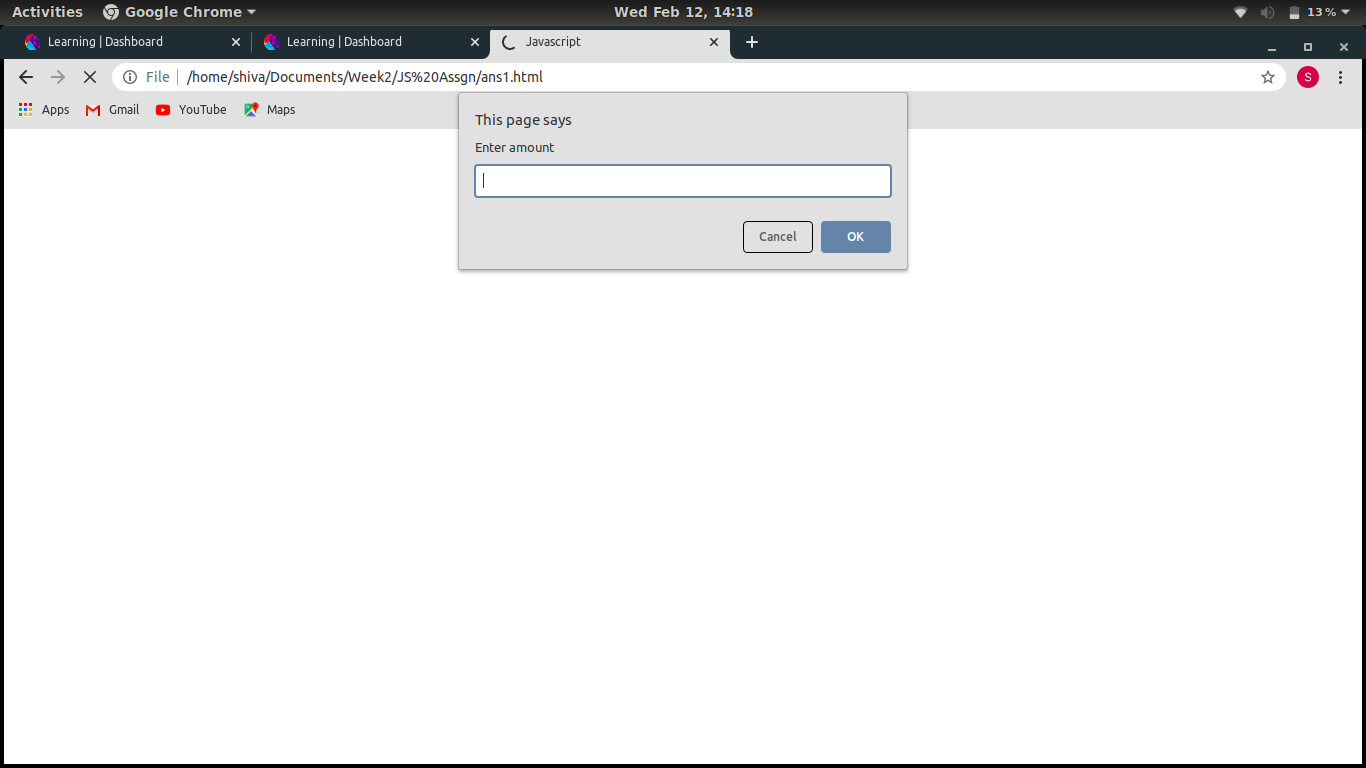 Activities Google Chrome Wed Feb 12, 14:18 13 %
Learning | Dashboard Learning | Dashboard Javascript
File /home/shiva/Documents/Week2/JS%20Assgn/ans1.html S
Apps Gmail YouTube Maps
This page says
Enter amount
Cancel OK